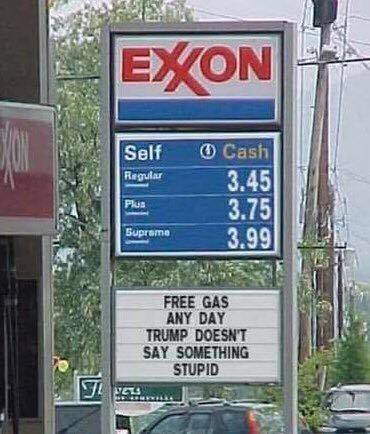 EXXON
Self Cash
Regular 3.45
Plus 3.75
Supreme 3.99
FREE GAS
ANY DAY
TRUMP DOESN'T
SAY SOMETHING
STUPID